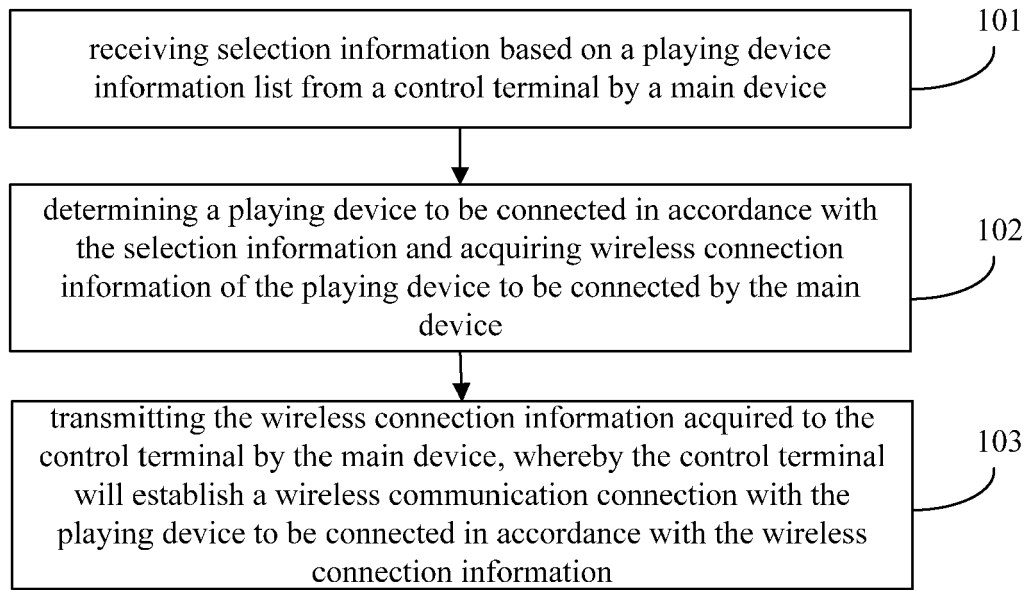 101
receiving selection information based on a playing device
information list from a control terminal by a main device
102
determining a playing device to be connected in accordance with
the selection information and acquiring wireless connection
information of the playing device to be connected by the main
device
103
transmitting the wireless connection information acquired to the
control terminal by the main device, whereby the control terminal
will establish a wireless communication connection with the
playing device to be connected in accordance with the wireless
connection information